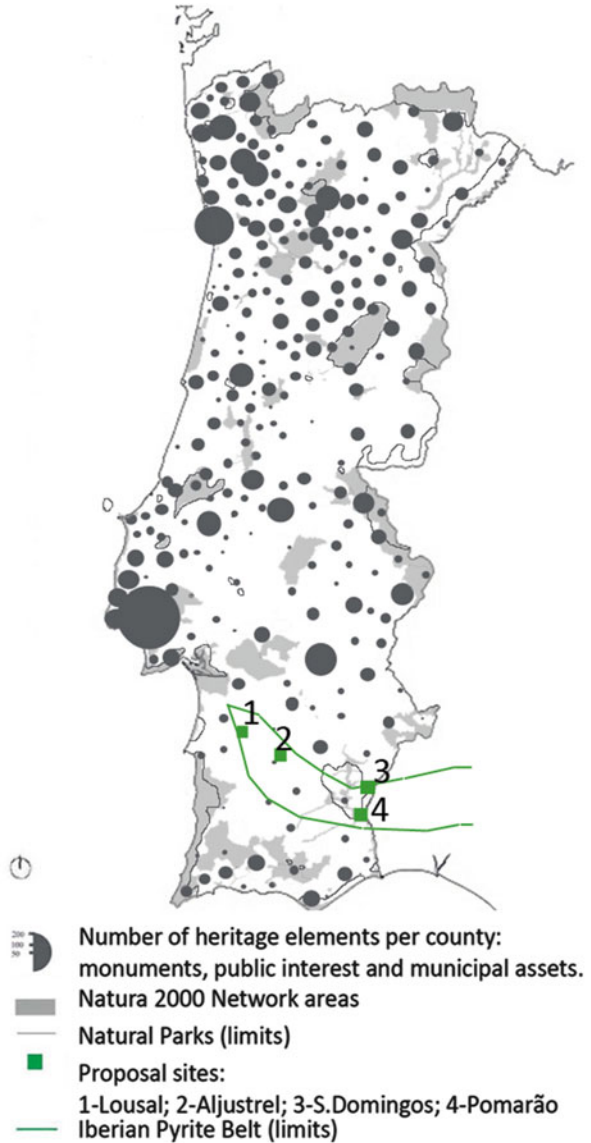 1
2
3
4
200
100
50
Number of heritage elements per county:
monuments, public interest and municipal assets.
Natura 2000 Network areas
Natural Parks (limits)
Proposal sites:
1-Lousal; 2-Aljustrel; 3-S.Domingos; 4-Pomarão
Iberian Pyrite Belt (limits)